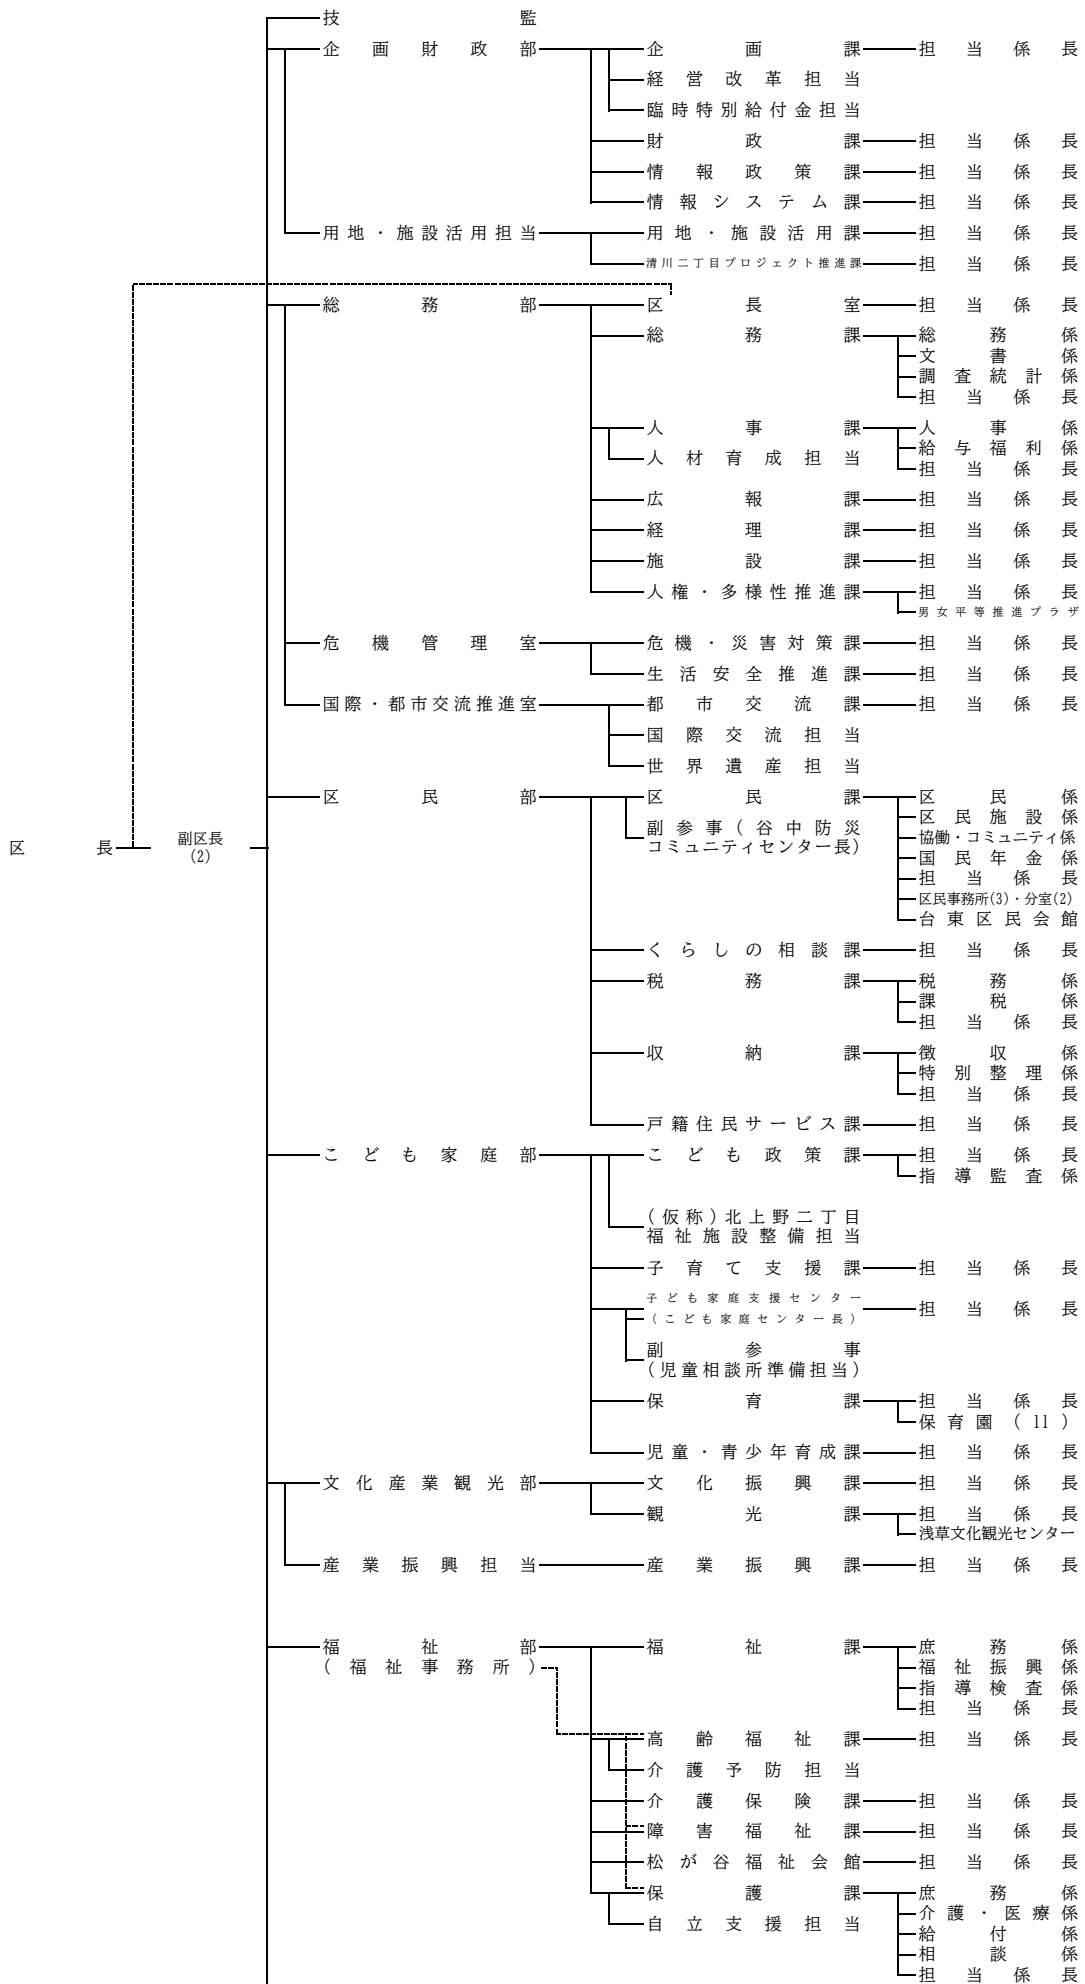 技監
企画財政部 企画課 担当係長
経営改革担当
臨時特別給付金担当
財政課 担当係長
情報政策課 担当係長
情報システム課 担当係長
用地・施設活用担当 用地・施設活用課 担当係長
清川二丁目プロジェクト推進課 担当係長
総務部 区長室 担当係長
総務課 総務係
文書係
調査統計係
担当係長
人事課 人事係
給与福利係
人材育成担当
担当係長
広報課 担当係長
経理課 担当係長
施設課 担当係長
人権・多様性推進課 担当係長
男女平等推進プラザ
危機管理室 危機・災害対策課 担当係長
生活安全推進課 担当係長
国際・都市交流推進室 都市交流課 担当係長
国際交流担当
世界遺産担当
区民部 区民課 区民係
区民施設係
副参事(谷中防災
コミュニティセンター長)
協働・コミュニティ係
区長 副区長
(2)
国民年金係
担当係長
区民事務所(3)・分室(2)
台東区民会館
くらしの相談課 担当係長
税務課 税務係
課税係
担当係長
収納課 徴収係
特別整理係
担当係長
戸籍住民サービス課 担当係長
こども家庭部 こども政策課 担当係長
指導監査係
(仮称)北上野二丁目
福祉施設整備担当
子育て支援課 担当係長
子ども家庭支援センター
(こども家庭センター長)
担当係長
副参事
(児童相談所準備担当)
保育課 担当係長
保育園(11)
児童・青少年育成課 担当係長
文化産業観光部 文化振興課 担当係長
観光課 担当係長
浅草文化観光センター
産業振興担当 産業振興課 担当係長
福祉部 福祉課 庶務係
(福祉事務所) 福祉振興係
指導検査係
担当係長
高齢福祉課 担当係長
介護予防担当
介護保険課 担当係長
障害福祉課 担当係長
松が谷福祉会館 担当係長
保護課 庶務係
介護・医療係
自立支援担当
給付係
相談係
担当係長